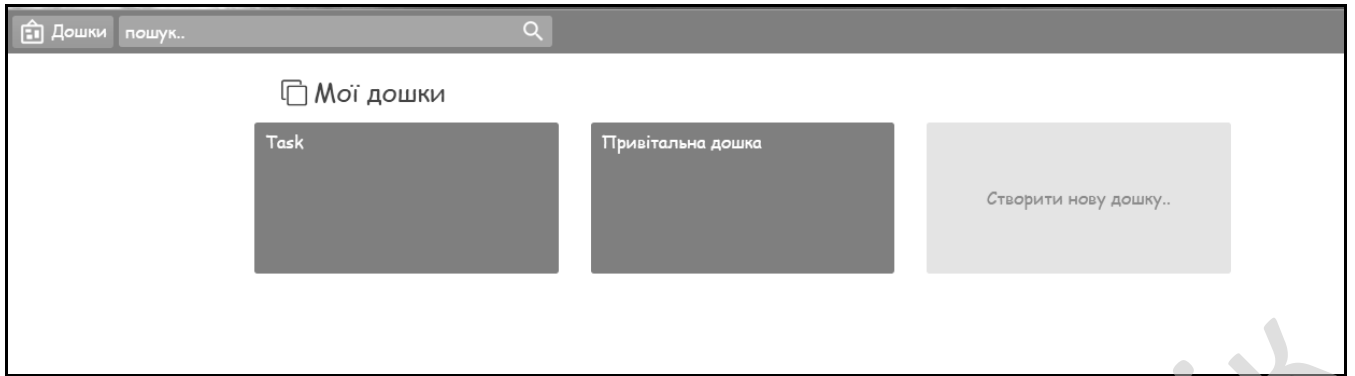 Дошки пошук..
Мої дошки
Task Привітальна дошка
Створити нову дошку..